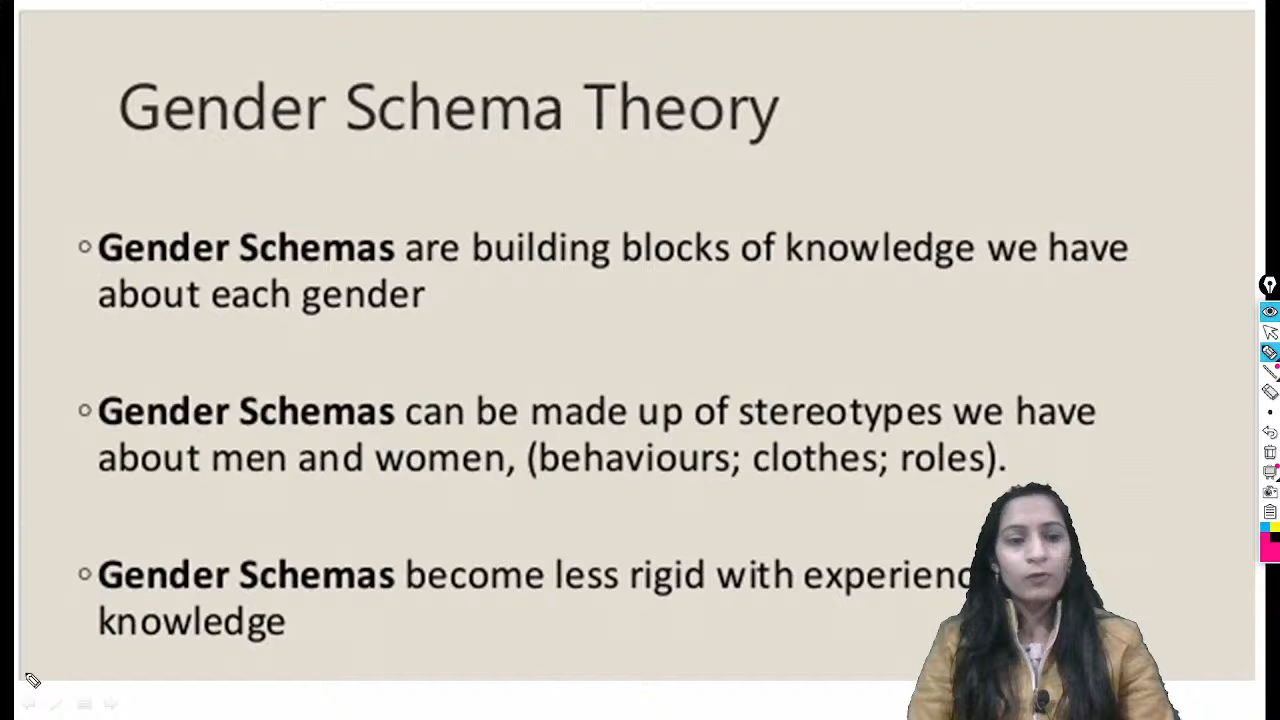 Gender Schema Theory
Gender Schemas are building blocks of knowledge we have
about each gender
Gender Schemas can be made up of stereotypes we have
about men and women, (behaviours; clothes; roles).
Gender Schemas become less rigid with
knowledge